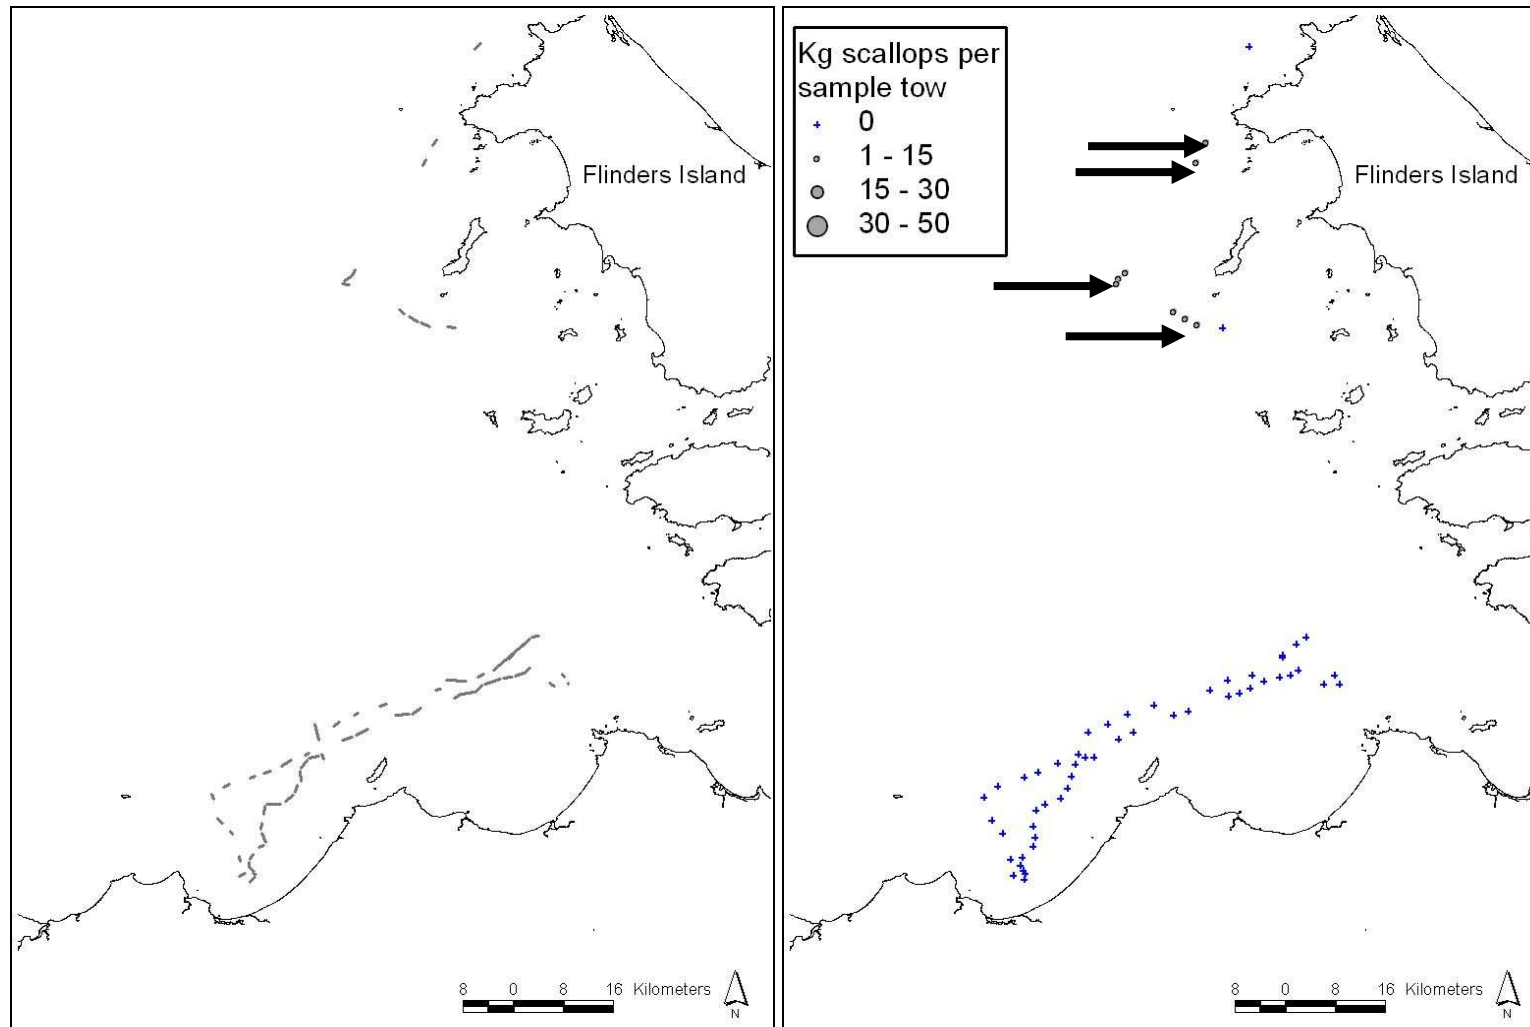 Flinders Island
8 0 8 16 Kilometers
N
Kg scallops per
sample tow
0
1 - 15
15 - 30
30 - 50
Flinders Island
8 0 8 16 Kilometers
N